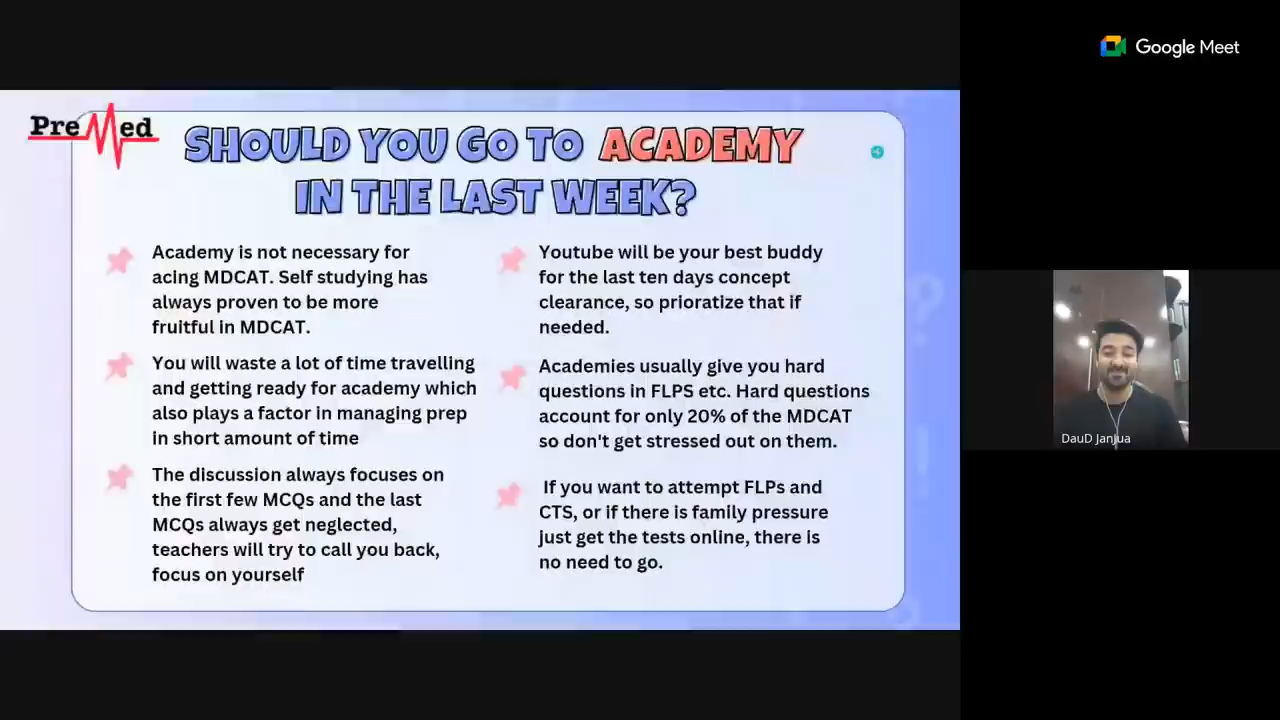 Google Meet
PreMed
SHOULD YOU GO TO ACADEMY
IN THE LAST WEEK?
Academy is not necessary for
acing MDCAT. Self studying has
always proven to be more
fruitful in MDCAT.
You will waste a lot of time travelling
and getting ready for academy which
also plays a factor in managing prep
in short amount of time
The discussion always focuses on
the first few MCQs and the last
MCQs always get neglected,
teachers will try to call you back,
focus on yourself
Youtube will be your best buddy
for the last ten days concept
clearance, so prioratize that if
needed.
Academies usually give you hard
questions in FLPS etc. Hard questions
account for only 20% of the MDCAT
so don't get stressed out on them.
If you want to attempt FLPs and
CTS, or if there is family pressure
just get the tests online, there is
no need to go.
DauD Janjua